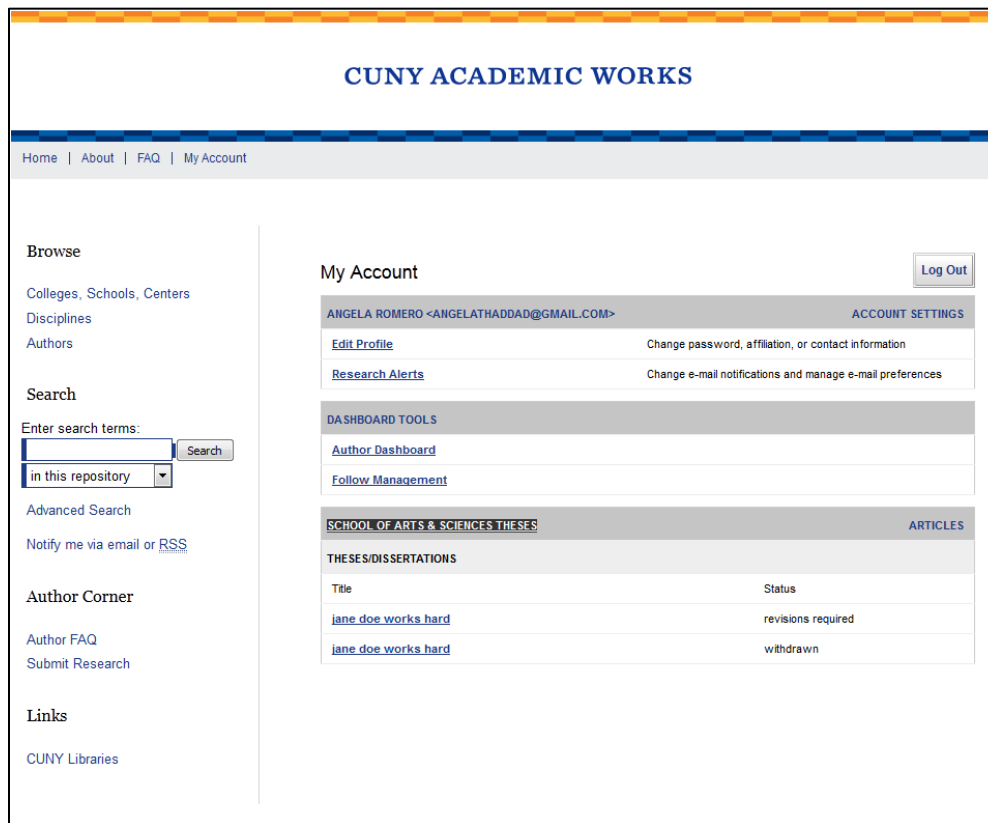 CUNY ACADEMIC WORKS
Home | About | FAQ | My Account
Browse
Colleges, Schools, Centers
Disciplines
Authors
Search
Enter search terms:
Search
in this repository
Advanced Search
Notify me via email or RSS
Author Corner
Author FAQ
Submit Research
Links
CUNY Libraries
My Account
Log Out
ANGELA ROMERO <ANGELATHADDAD@GMAIL.COM> ACCOUNT SETTINGS
Edit Profile Change password, affiliation, or contact information
Research Alerts Change e-mail notifications and manage e-mail preferences
DASHBOARD TOOLS
Author Dashboard
Follow Management
SCHOOL OF ARTS & SCIENCES THESES ARTICLES
THESES/DISSERTATIONS
Title Status
jane doe works hard revisions required
jane doe works hard withdrawn